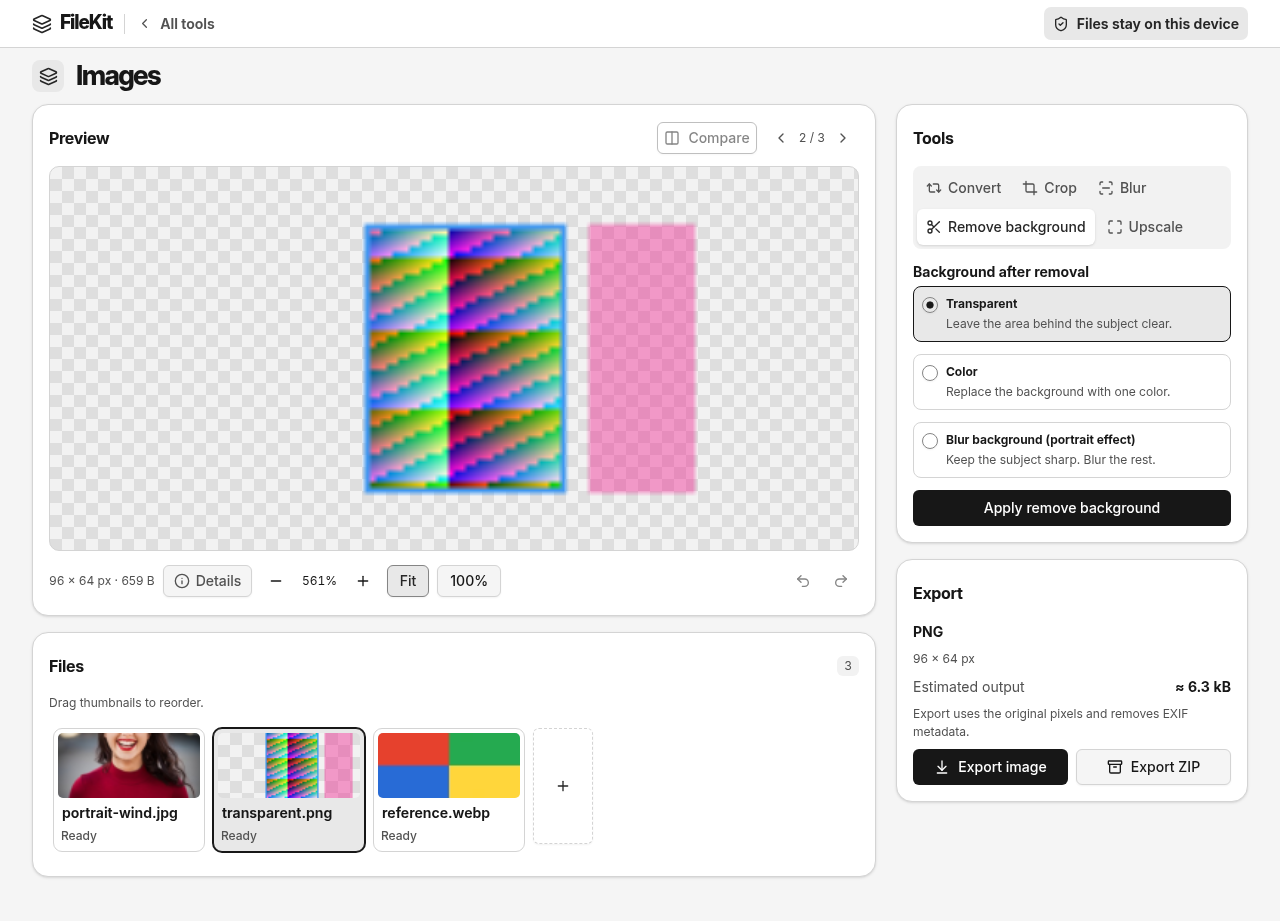 FileKit
All tools
Files stay on this device
Images
Preview
Compare
2 / 3
96 × 64 px · 659 B
Details
561%
Fit
100%
Files
3
Drag thumbnails to reorder.
portrait-wind.jpg
Ready
transparent.png
Ready
reference.webp
Ready
Tools
Convert
Crop
Blur
Remove background
Upscale
Background after removal
Transparent
Leave the area behind the subject clear.
Color
Replace the background with one color.
Blur background (portrait effect)
Keep the subject sharp. Blur the rest.
Apply remove background
Export
PNG
96 × 64 px
Estimated output
≈ 6.3 kB
Export uses the original pixels and removes EXIF
metadata.
Export image
Export ZIP